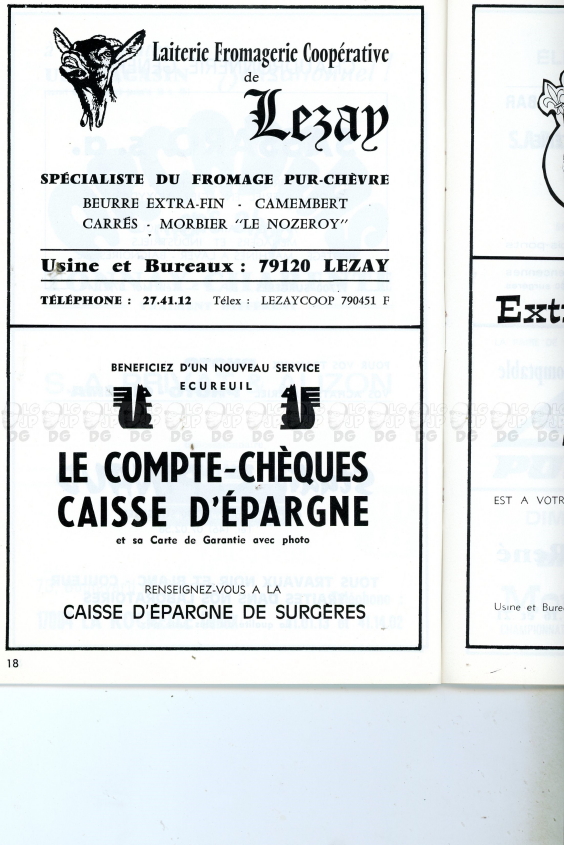 Laiterie Fromagerie Coopérative
de
Lezay
SPÉCIALISTE DU FROMAGE PUR-CHÈVRE
BEURRE EXTRA-FIN - CAMEMBERT
CARRÉS - MORBIER "LE NOZEROY"
Usine et Bureaux : 79120 LEZAY
TÉLÉPHONE : 27.41.12 Télex : LEZAYCOOP 790451 F
BENEFICIEZ D'UN NOUVEAU SERVICE
ECUREUIL
LE COMPTE-CHÈQUES
CAISSE D'ÉPARGNE
et sa Carte de Garantie avec photo
RENSEIGNEZ-VOUS A LA
CAISSE D'ÉPARGNE DE SURGÈRES
18
EST A
Usine et